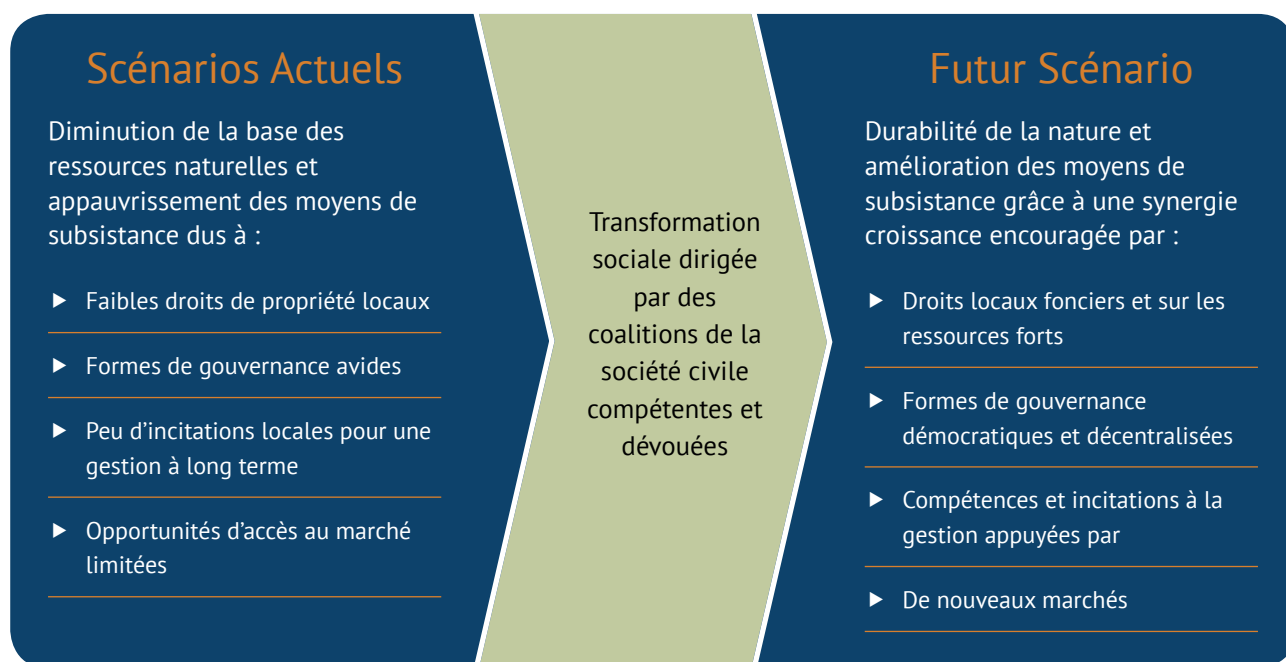 Scénarios Actuels
Diminution de la base des
ressources naturelles et
appauvrissement des moyens de
subsistance dus à :
▶ Faibles droits de propriété locaux
▶ Formes de gouvernance avides
▶ Peu d'incitations locales pour une
gestion à long terme
▶ Opportunités d'accès au marché
limitées
Transformation
sociale dirigée
par des
coalitions de la
société civile
compétentes et
dévouées
Futur Scénario
Durabilité de la nature et
amélioration des moyens de
subsistance grâce à une synergie
croissance encouragée par :
▶ Droits locaux fonciers et sur les
ressources forts
▶ Formes de gouvernance
démocratiques et décentralisées
▶ Compétences et incitations à la
gestion appuyées par
▶ De nouveaux marchés